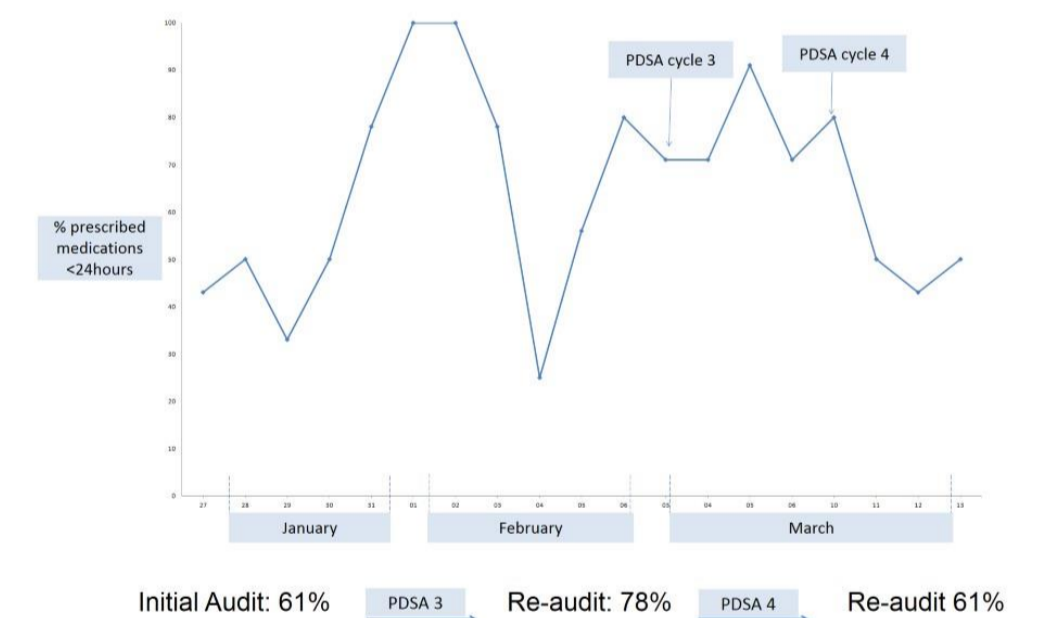 100
PDSA cycle 3
PDSA cycle 4
90
80
70
60
% prescribed
medications
<24hours
50
40
30
20
10
0
27 28 29 30 31 01 02 03 04 05 06 03 04 05 06 10 11 12 13
January February March
Initial Audit: 61% PDSA 3 Re-audit: 78% PDSA 4 Re-audit 61%